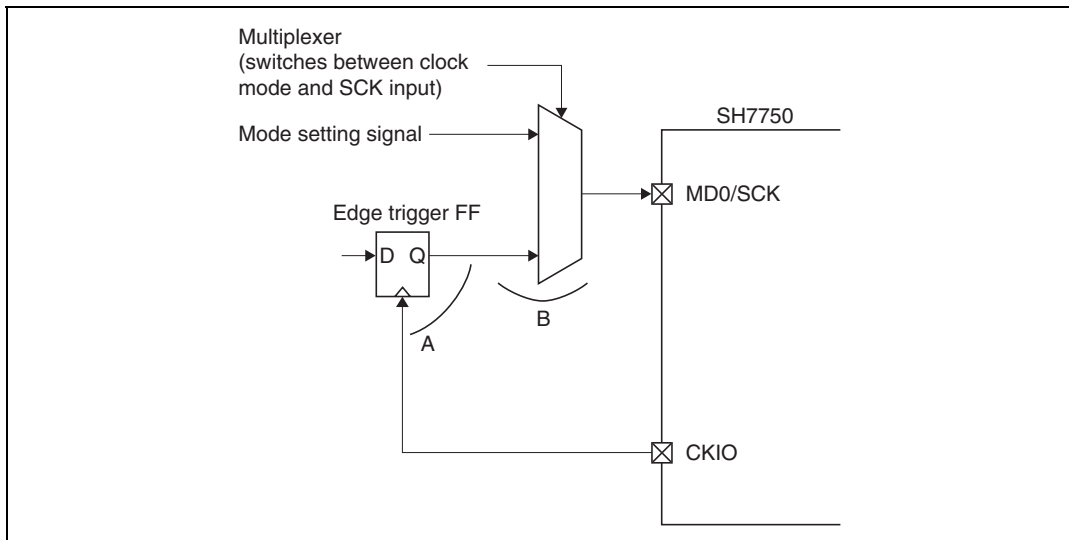 Multiplexer
(switches between clock
mode and SCK input)
Mode setting signal
SH7750
MD0/SCK
Edge trigger FF
D Q
B
A
CKIO